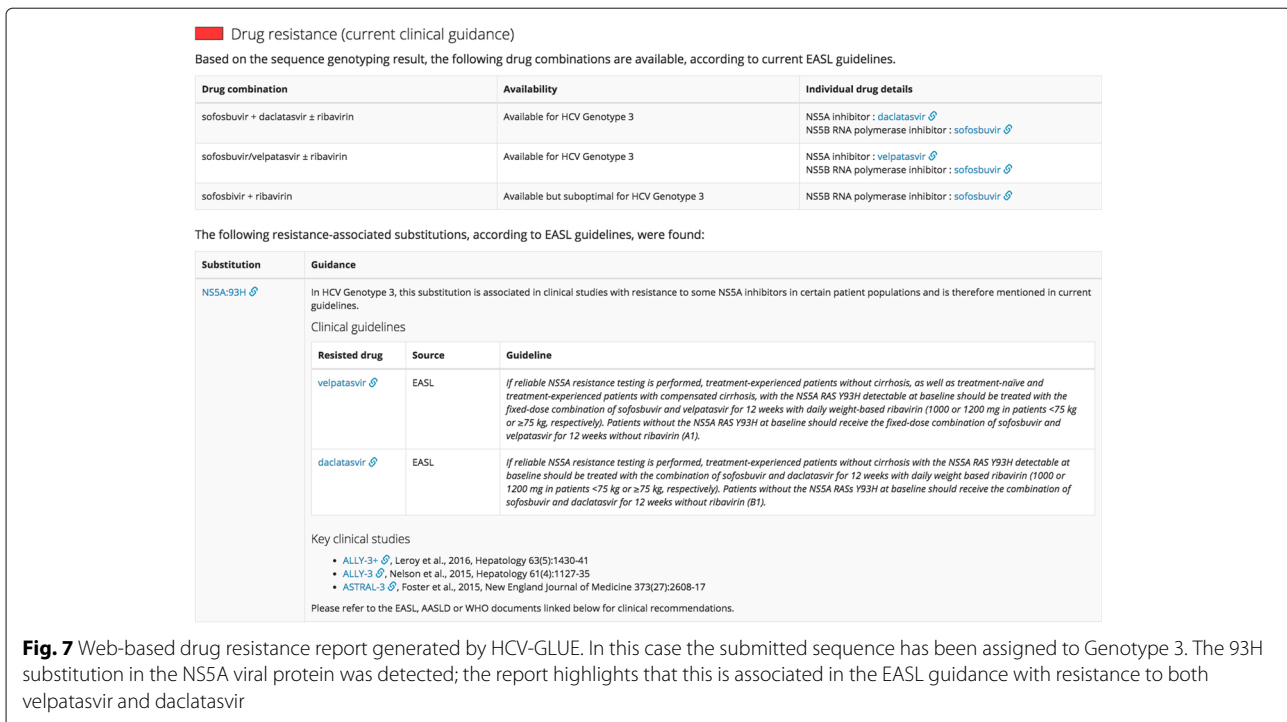 Drug resistance (current clinical guidance)
Based on the sequence genotyping result, the following drug combinations are available, according to current EASL guidelines.
Drug combination Availability Individual drug details
sofosbuvir + daclatasvir ± ribavirin Available for HCV Genotype 3 NS5A inhibitor : daclatasvir
NS5B RNA polymerase inhibitor : sofosbuvir
sofosbuvir/velpatasvir ± ribavirin Available for HCV Genotype 3 NS5A inhibitor : velpatasvir
NS5B RNA polymerase inhibitor : sofosbuvir
sofosbivir + ribavirin Available but suboptimal for HCV Genotype 3 NS5B RNA polymerase inhibitor : sofosbuvir
The following resistance-associated substitutions, according to EASL guidelines, were found:
Substitution Guidance
NS5A:93H In HCV Genotype 3, this substitution is associated in clinical studies with resistance to some NS5A inhibitors in certain patient populations and is therefore mentioned in current
guidelines.
Clinical guidelines
Resisted drug Source Guideline
velpatasvir EASL If reliable NS5A resistance testing is performed, treatment-experienced patients without cirrhosis, as well as treatment-naïve and
treatment-experienced patients with compensated cirrhosis, with the NS5A RAS Y93H detectable at baseline should be treated with the
fixed-dose combination of sofosbuvir and velpatasvir for 12 weeks with daily weight-based ribavirin (1000 or 1200 mg in patients <75 kg
or ≥75 kg, respectively). Patients without the NS5A RAS Y93H at baseline should receive the fixed-dose combination of sofosbuvir and
velpatasvir for 12 weeks without ribavirin (A1).
daclatasvir EASL If reliable NS5A resistance testing is performed, treatment-experienced patients without cirrhosis with the NS5A RAS Y93H detectable at
baseline should be treated with the combination of sofosbuvir and daclatasvir for 12 weeks with daily weight based ribavirin (1000 or
1200 mg in patients <75 kg or ≥75 kg, respectively). Patients without the NS5A RASs Y93H at baseline should receive the combination of
sofosbuvir and daclatasvir for 12 weeks without ribavirin (B1).
Key clinical studies
• ALLY-3+, Leroy et al., 2016, Hepatology 63(5):1430-41
• ALLY-3, Nelson et al., 2015, Hepatology 61(4):1127-35
• ASTRAL-3, Foster et al., 2015, New England Journal of Medicine 373(27):2608-17
Please refer to the EASL, AASLD or WHO documents linked below for clinical recommendations.
Fig. 7 Web-based drug resistance report generated by HCV-GLUE. In this case the submitted sequence has been assigned to Genotype 3. The 93H
substitution in the NS5A viral protein was detected; the report highlights that this is associated in the EASL guidance with resistance to both
velpatasvir and daclatasvir